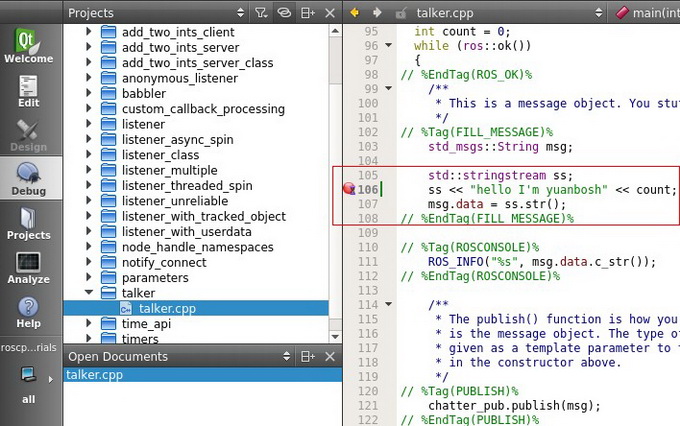 Projects
talker.cpp
main(int
Welcome
Edit
Design
Debug
Projects
Analyze
Help
roscp...rials
all
add_two_ints_client
add_two_ints_server
add_two_ints_server_class
anonymous_listener
babbler
custom_callback_processing
listener
listener_async_spin
listener_class
listener_multiple
listener_threaded_spin
listener_unreliable
listener_with_tracked_object
listener_with_userdata
node_handle_namespaces
notify_connect
parameters
talker
talker.cpp
time_api
timers
Open Documents
talker.cpp
95 int count = 0;
96 while (ros::ok())
97 {
98 // %EndTag(ROS_OK)%
99 /**
100 * This is a message object. You stu
101 */
102 // %Tag(FILL_MESSAGE)%
103 std_msgs::String msg;
104
105 std::stringstream ss;
106 ss << "hello I'm yuanbosh" << count;
107 msg.data = ss.str();
108 // %EndTag(FILL MESSAGE)%
109
110 // %Tag(ROSCONSOLE)%
111 ROS_INFO("%s", msg.data.c_str());
112 // %EndTag(ROSCONSOLE)%
113
114 /**
115 * The publish() function is how you
116 * is the message object. The type o
117 * given as a template parameter to
118 * in the constructor above.
119 */
120 // %Tag(PUBLISH)%
121 chatter_pub.publish(msg);
122 // %EndTag(PUBLISH)%